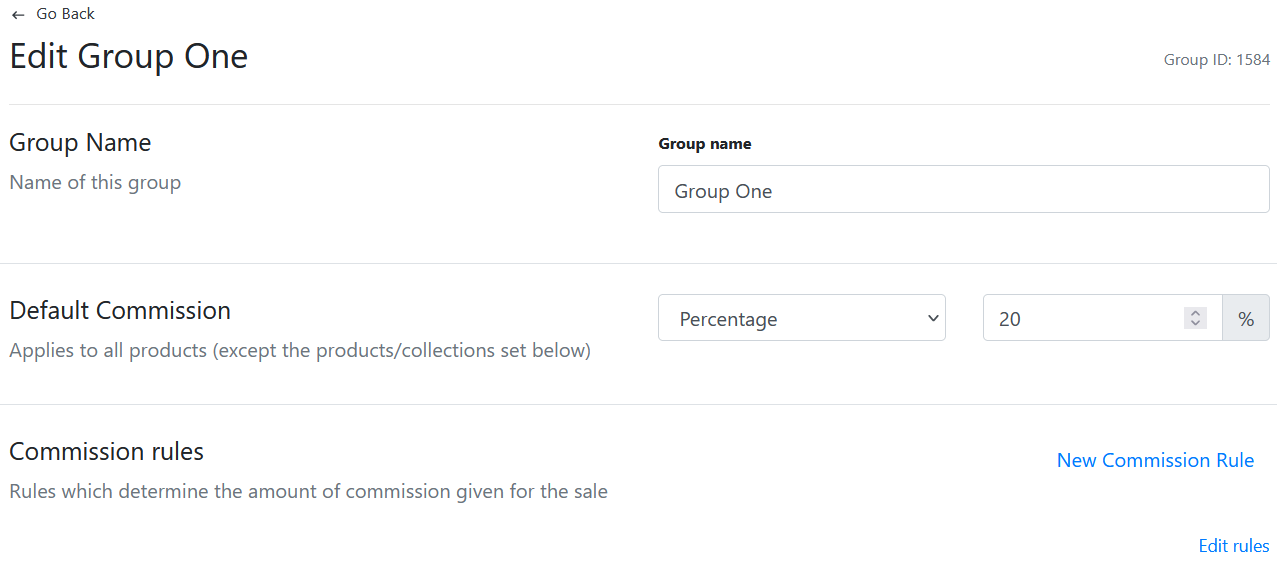 ← Go Back
Edit Group One
Group ID: 1584
Group Name
Name of this group
Group name
Group One
Default Commission
Applies to all products (except the products/collections set below)
Percentage
20
%
Commission rules
Rules which determine the amount of commission given for the sale
New Commission Rule
Edit rules